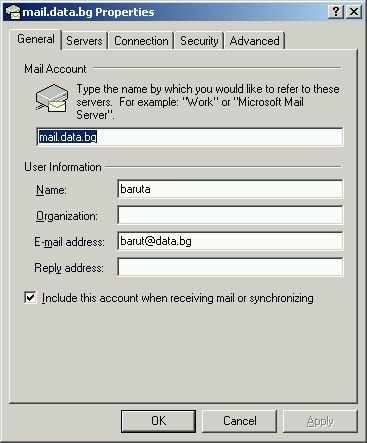 mail.data.bg Properties
General Servers Connection Security Advanced
Mail Account
Type the name by which you would like to refer to these
servers. For example: "Work" or "Microsoft Mail
Server".
mail.data.bg
User Information
Name: baruta
Organization:
E-mail address: barut@data.bg
Reply address:
Include this account when receiving mail or synchronizing
OK Cancel Apply